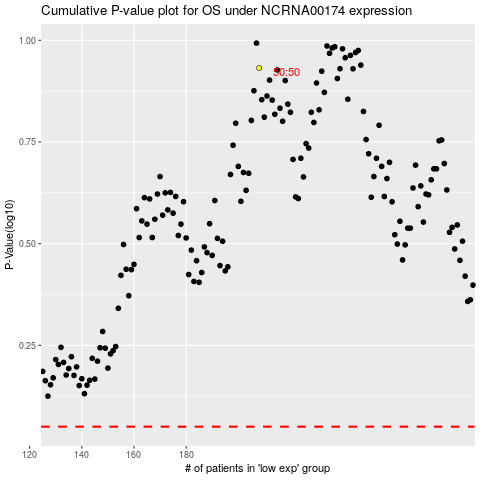 Cumulative P-value plot for OS under NCRNA00174 expression
P-Value(log10)
1.00
0.75
0.50
0.25
50:50
120 140 160 180
# of patients in 'low exp' group